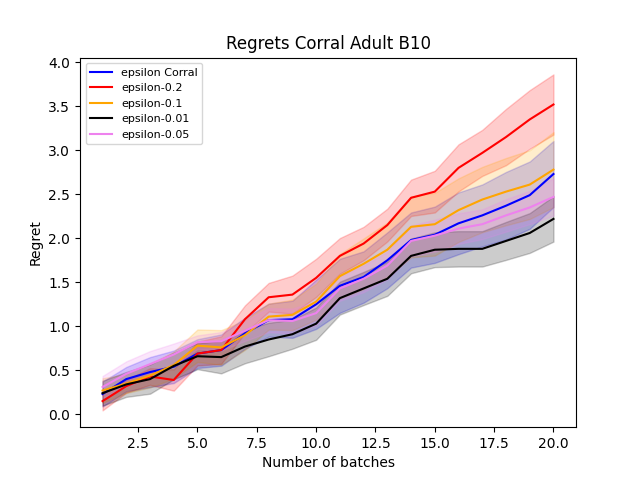 Regrets Corral Adult B10
4.0
3.5
3.0
2.5
2.0
1.5
1.0
0.5
0.0
Regret
epsilon Corral
epsilon-0.2
epsilon-0.1
epsilon-0.01
epsilon-0.05
2.5 5.0 7.5 10.0 12.5 15.0 17.5 20.0
Number of batches